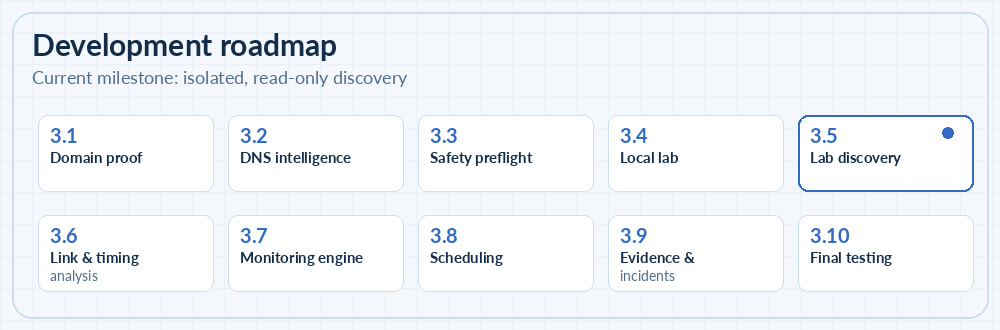 Development roadmap
Current milestone: isolated, read-only discovery
3.1
Domain proof
3.2
DNS intelligence
3.3
Safety preflight
3.4
Local lab
3.5
Lab discovery
3.6
Link & timing
analysis
3.7
Monitoring engine
3.8
Scheduling
3.9
Evidence &
incidents
3.10
Final testing